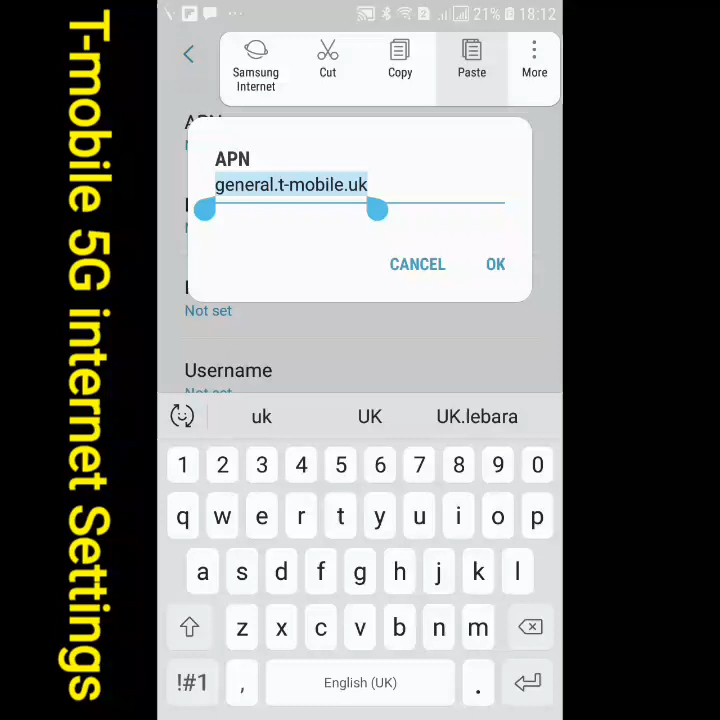 T-mobile 5G internet Settings
2
21%
18:12
Samsung
Internet
Cut
Copy
Paste
More
APN
general.t-mobile.uk
CANCEL
OK
Not set
Username
uk
UK
UK.lebara
1 2 3 4 5 6 7 8 9 0
q w e r t y u i o p
a s d f g h j k l
z x c v b n m
!#1 , English (UK) .